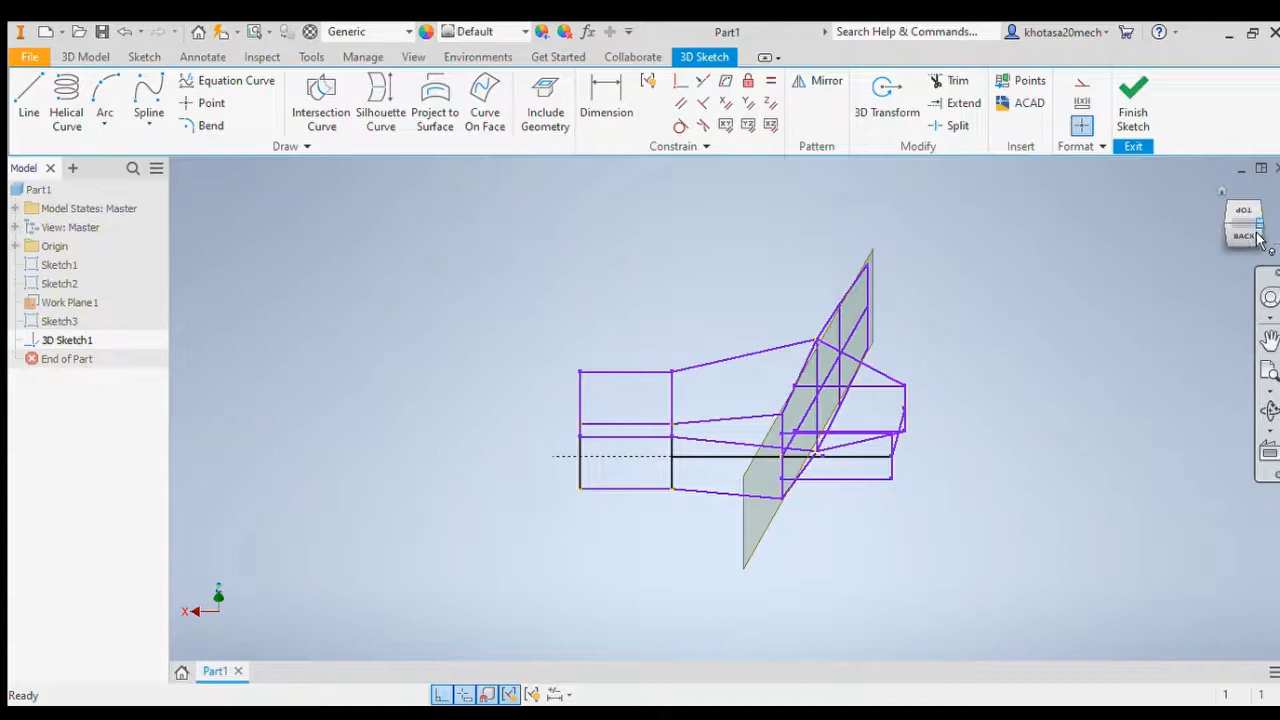 Generic Default fx Part1 Search Help & Commands... khotasa20mech
File 3D Model Sketch Annotate Inspect Tools Manage View Environments Get Started Collaborate 3D Sketch
Equation Curve
Point
Bend
Line Helical Curve Arc Spline
Intersection Curve Silhouette Curve Project to Surface Curve On Face
Include Geometry
Dimension
Mirror
3D Transform
Trim
Extend
Split
Points
ACAD
Finish Sketch
Draw Constrain Pattern Modify Insert Format Exit
Model
Part1
Model States: Master
View: Master
Origin
Sketch1
Sketch2
Work Plane1
Sketch3
3D Sketch1
End of Part
TOP
BACK
X
Part1
Ready 1 1